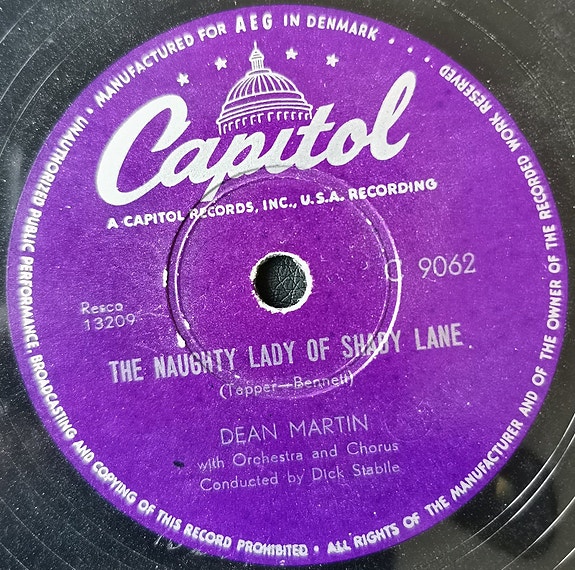 MANUFACTURED FOR AEG IN DENMARK
Capitol
A CAPITOL RECORDS, INC., U.S.A. RECORDING
C 9062
Resco
13209
THE NAUGHTY LADY OF SHADY LANE
(Tapper—Bennett)
DEAN MARTIN
with Orchestra and Chorus
Conducted by Dick Stabile
UNAUTHORIZED PUBLIC PERFORMANCE, BROADCASTING AND COPYING OF THIS RECORD PROHIBITED • ALL RIGHTS OF THE MANUFACTURER AND OF THE OWNER OF THE RECORDED WORK RESERVED